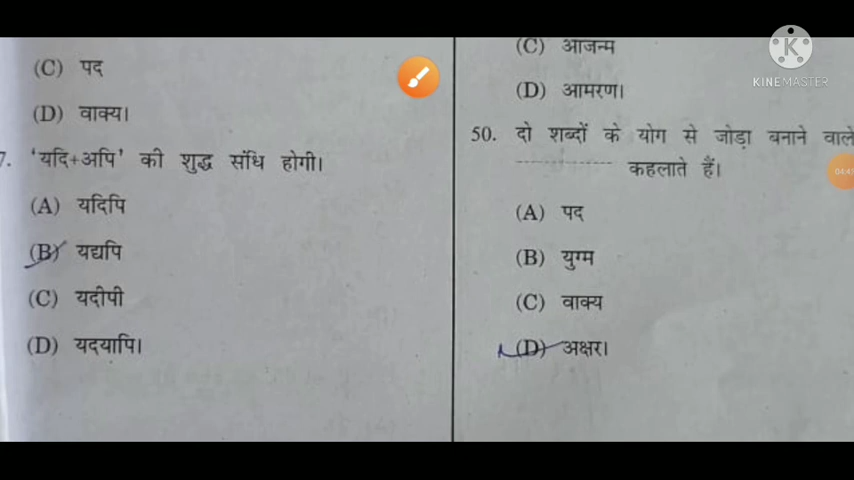 (C) पद
(D) वाक्य।
7. 'यदि+अपि' की शुद्ध संधि होगी।
(A) यदिपि
(B) यद्यपि
(C) यदीपी
(D) यदयापि।
(C) आजन्म
(D) आमरण।
50. दो शब्दों के योग से जोड़ा बनाने वाले
------------ कहलाते हैं।
(A) पद
(B) युग्म
(C) वाक्य
(D) अक्षर।
K
KINEMASTER